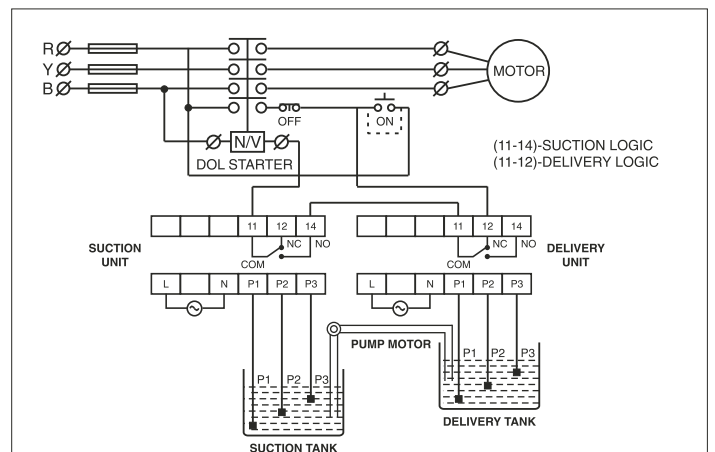 R
Y
B
MOTOR
OFF
ON
N/V
DOL STARTER
(11-14)-SUCTION LOGIC
(11-12)-DELIVERY LOGIC
11 12 14
11 12 14
NC NO
NC NO
COM
COM
SUCTION
UNIT
DELIVERY
UNIT
L N P1 P2 P3
L N P1 P2 P3
PUMP MOTOR
P1 P2 P3
P1 P2 P3
DELIVERY TANK
SUCTION TANK